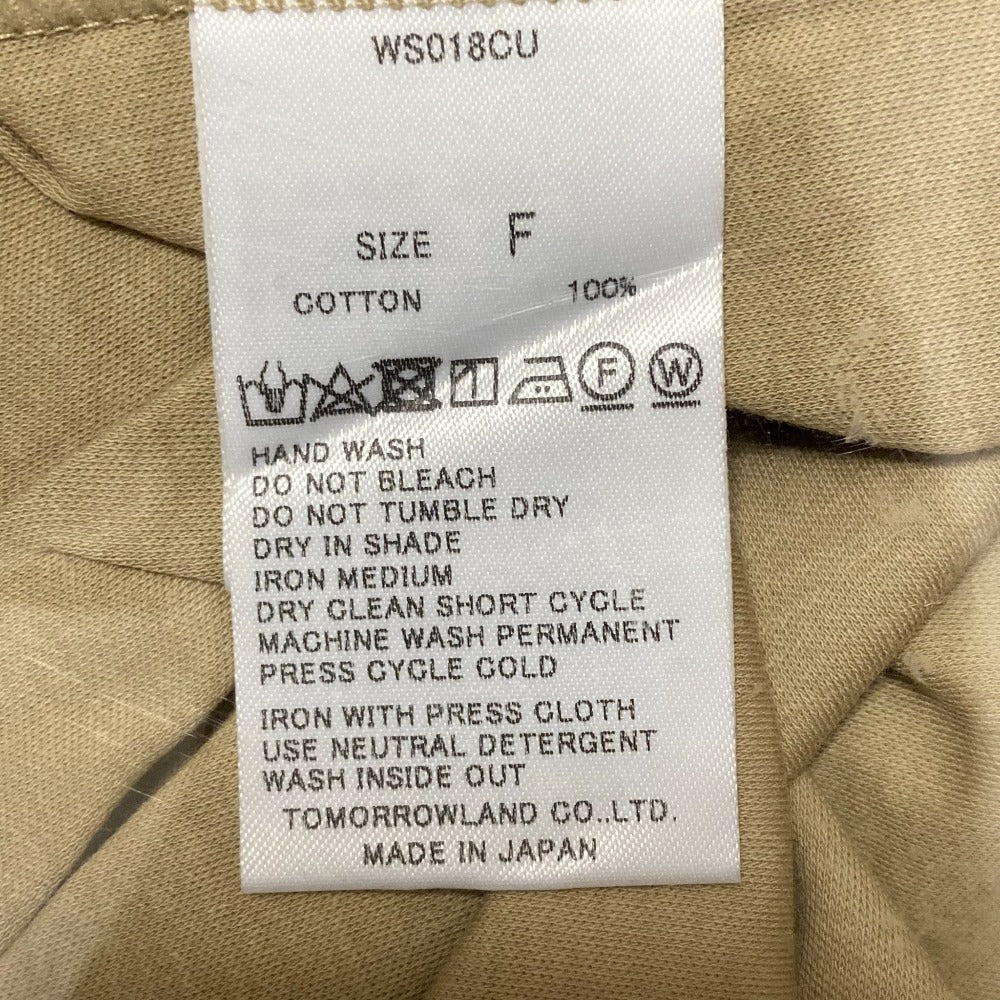 WS018CU
SIZE F
COTTON 100%
F W
HAND WASH
DO NOT BLEACH
DO NOT TUMBLE DRY
DRY IN SHADE
IRON MEDIUM
DRY CLEAN SHORT CYCLE
MACHINE WASH PERMANENT
PRESS CYCLE COLD
IRON WITH PRESS CLOTH
USE NEUTRAL DETERGENT
WASH INSIDE OUT
TOMORROWLAND CO.,LTD.
MADE IN JAPAN